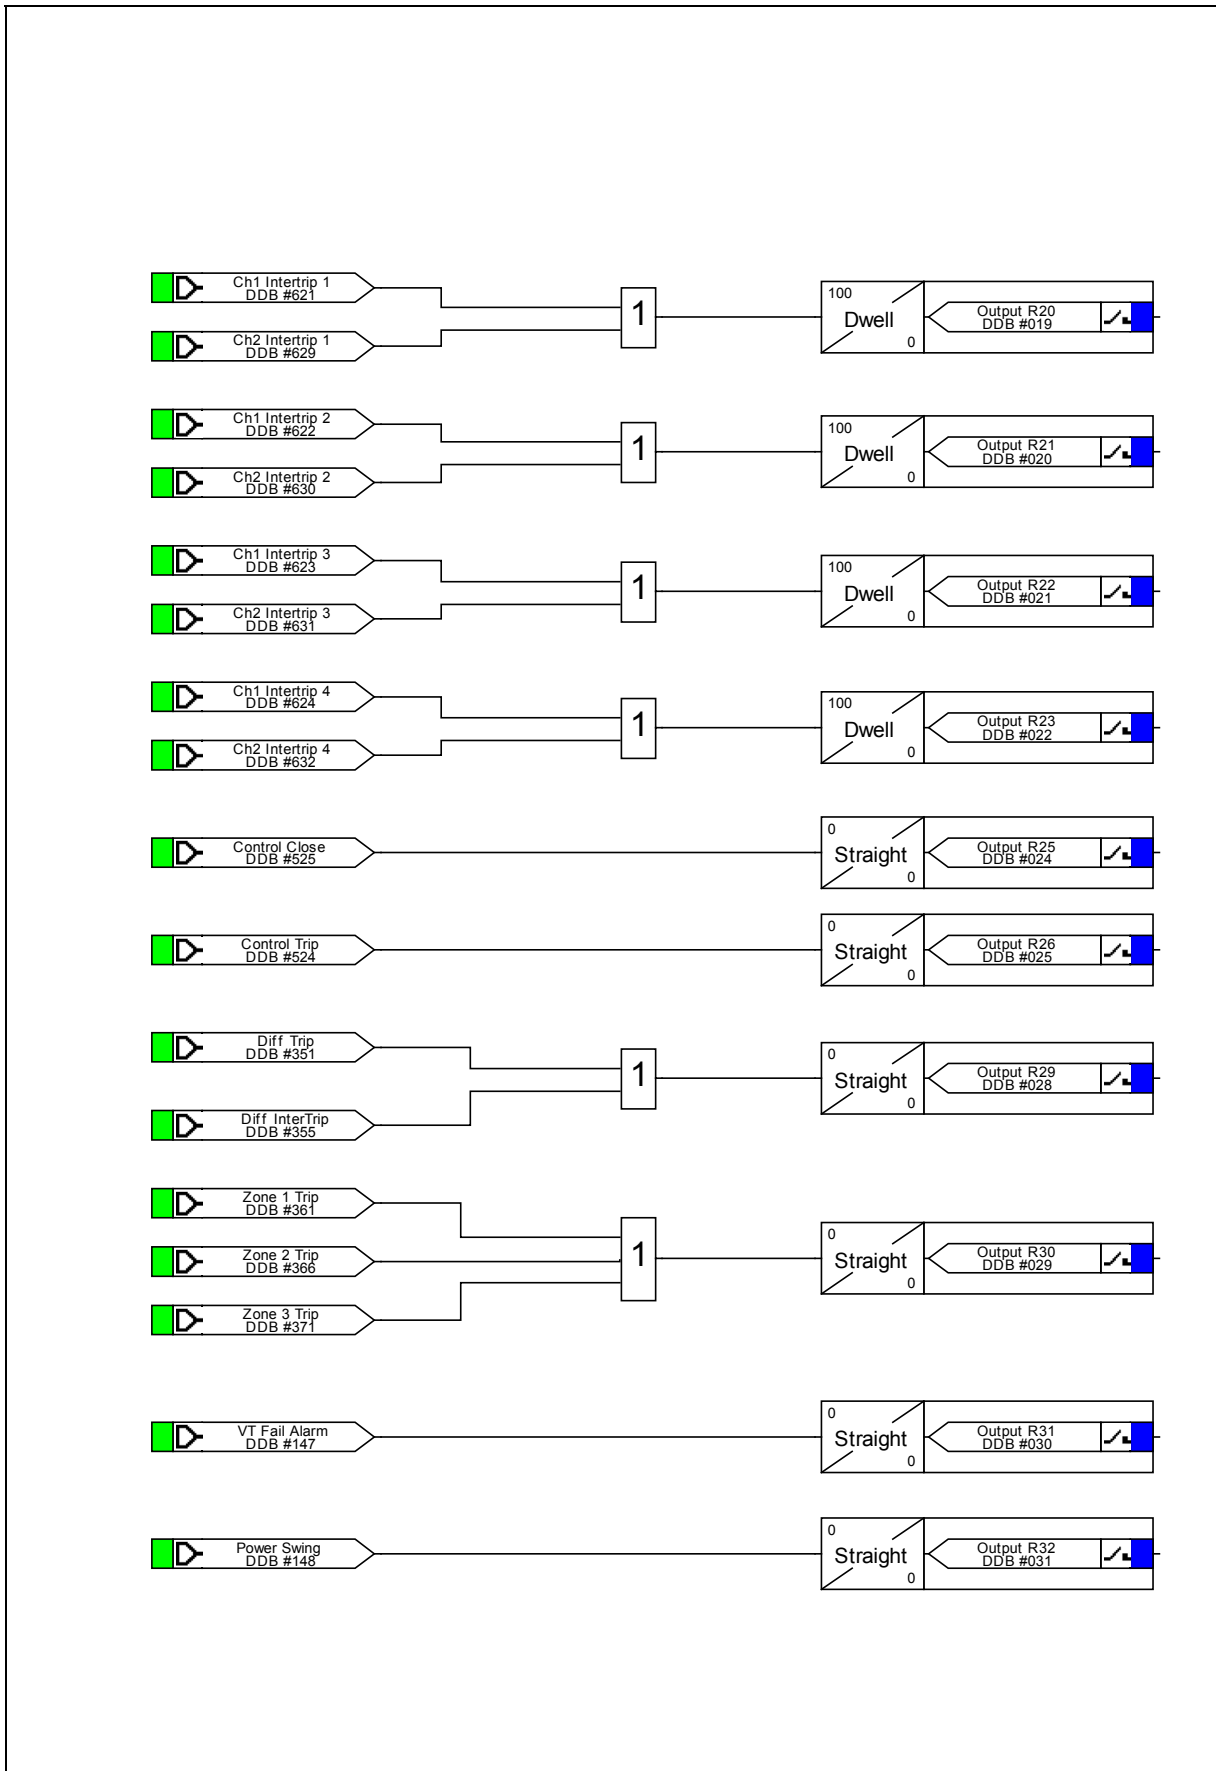 Ch1 Intertrip 1
DDB #621
Ch2 Intertrip 1
DDB #629
1
100
Dwell
0
Output R20
DDB #019
Ch1 Intertrip 2
DDB #622
Ch2 Intertrip 2
DDB #630
1
100
Dwell
0
Output R21
DDB #020
Ch1 Intertrip 3
DDB #623
Ch2 Intertrip 3
DDB #631
1
100
Dwell
0
Output R22
DDB #021
Ch1 Intertrip 4
DDB #624
Ch2 Intertrip 4
DDB #632
1
100
Dwell
0
Output R23
DDB #022
Control Close
DDB #525
0
Straight
0
Output R25
DDB #024
Control Trip
DDB #524
0
Straight
0
Output R26
DDB #025
Diff Trip
DDB #351
Diff InterTrip
DDB #355
1
0
Straight
0
Output R29
DDB #028
Zone 1 Trip
DDB #361
Zone 2 Trip
DDB #366
Zone 3 Trip
DDB #371
1
0
Straight
0
Output R30
DDB #029
VT Fail Alarm
DDB #147
0
Straight
0
Output R31
DDB #030
Power Swing
DDB #148
0
Straight
0
Output R32
DDB #031